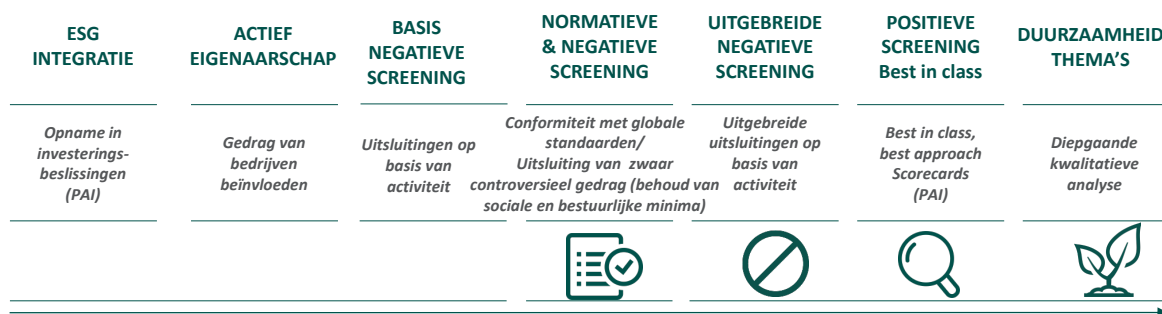 ESG
INTEGRATIE
ACTIEF
EIGENAARSCHAP
BASIS
NEGATIEVE
SCREENING
NORMATIEVE
& NEGATIEVE
SCREENING
UITGEBREIDE
NEGATIEVE
SCREENING
POSITIEVE
SCREENING
Best in class
DUURZAAMHEID
THEMA'S
Opname in
investerings-
beslissingen
(PAI)
Gedrag van
bedrijven
beïnvloeden
Uitsluitingen op
basis van
activiteit
Conformiteit met globale
standaarden/
Uitsluiting van zwaar
controversieel gedrag (behoud van
sociale en bestuurlijke minima)
Uitgebreide
uitsluitingen op
basis van
activiteit
Best in class,
best approach
Scorecards
(PAI)
Diepgaande
kwalitatieve
analyse